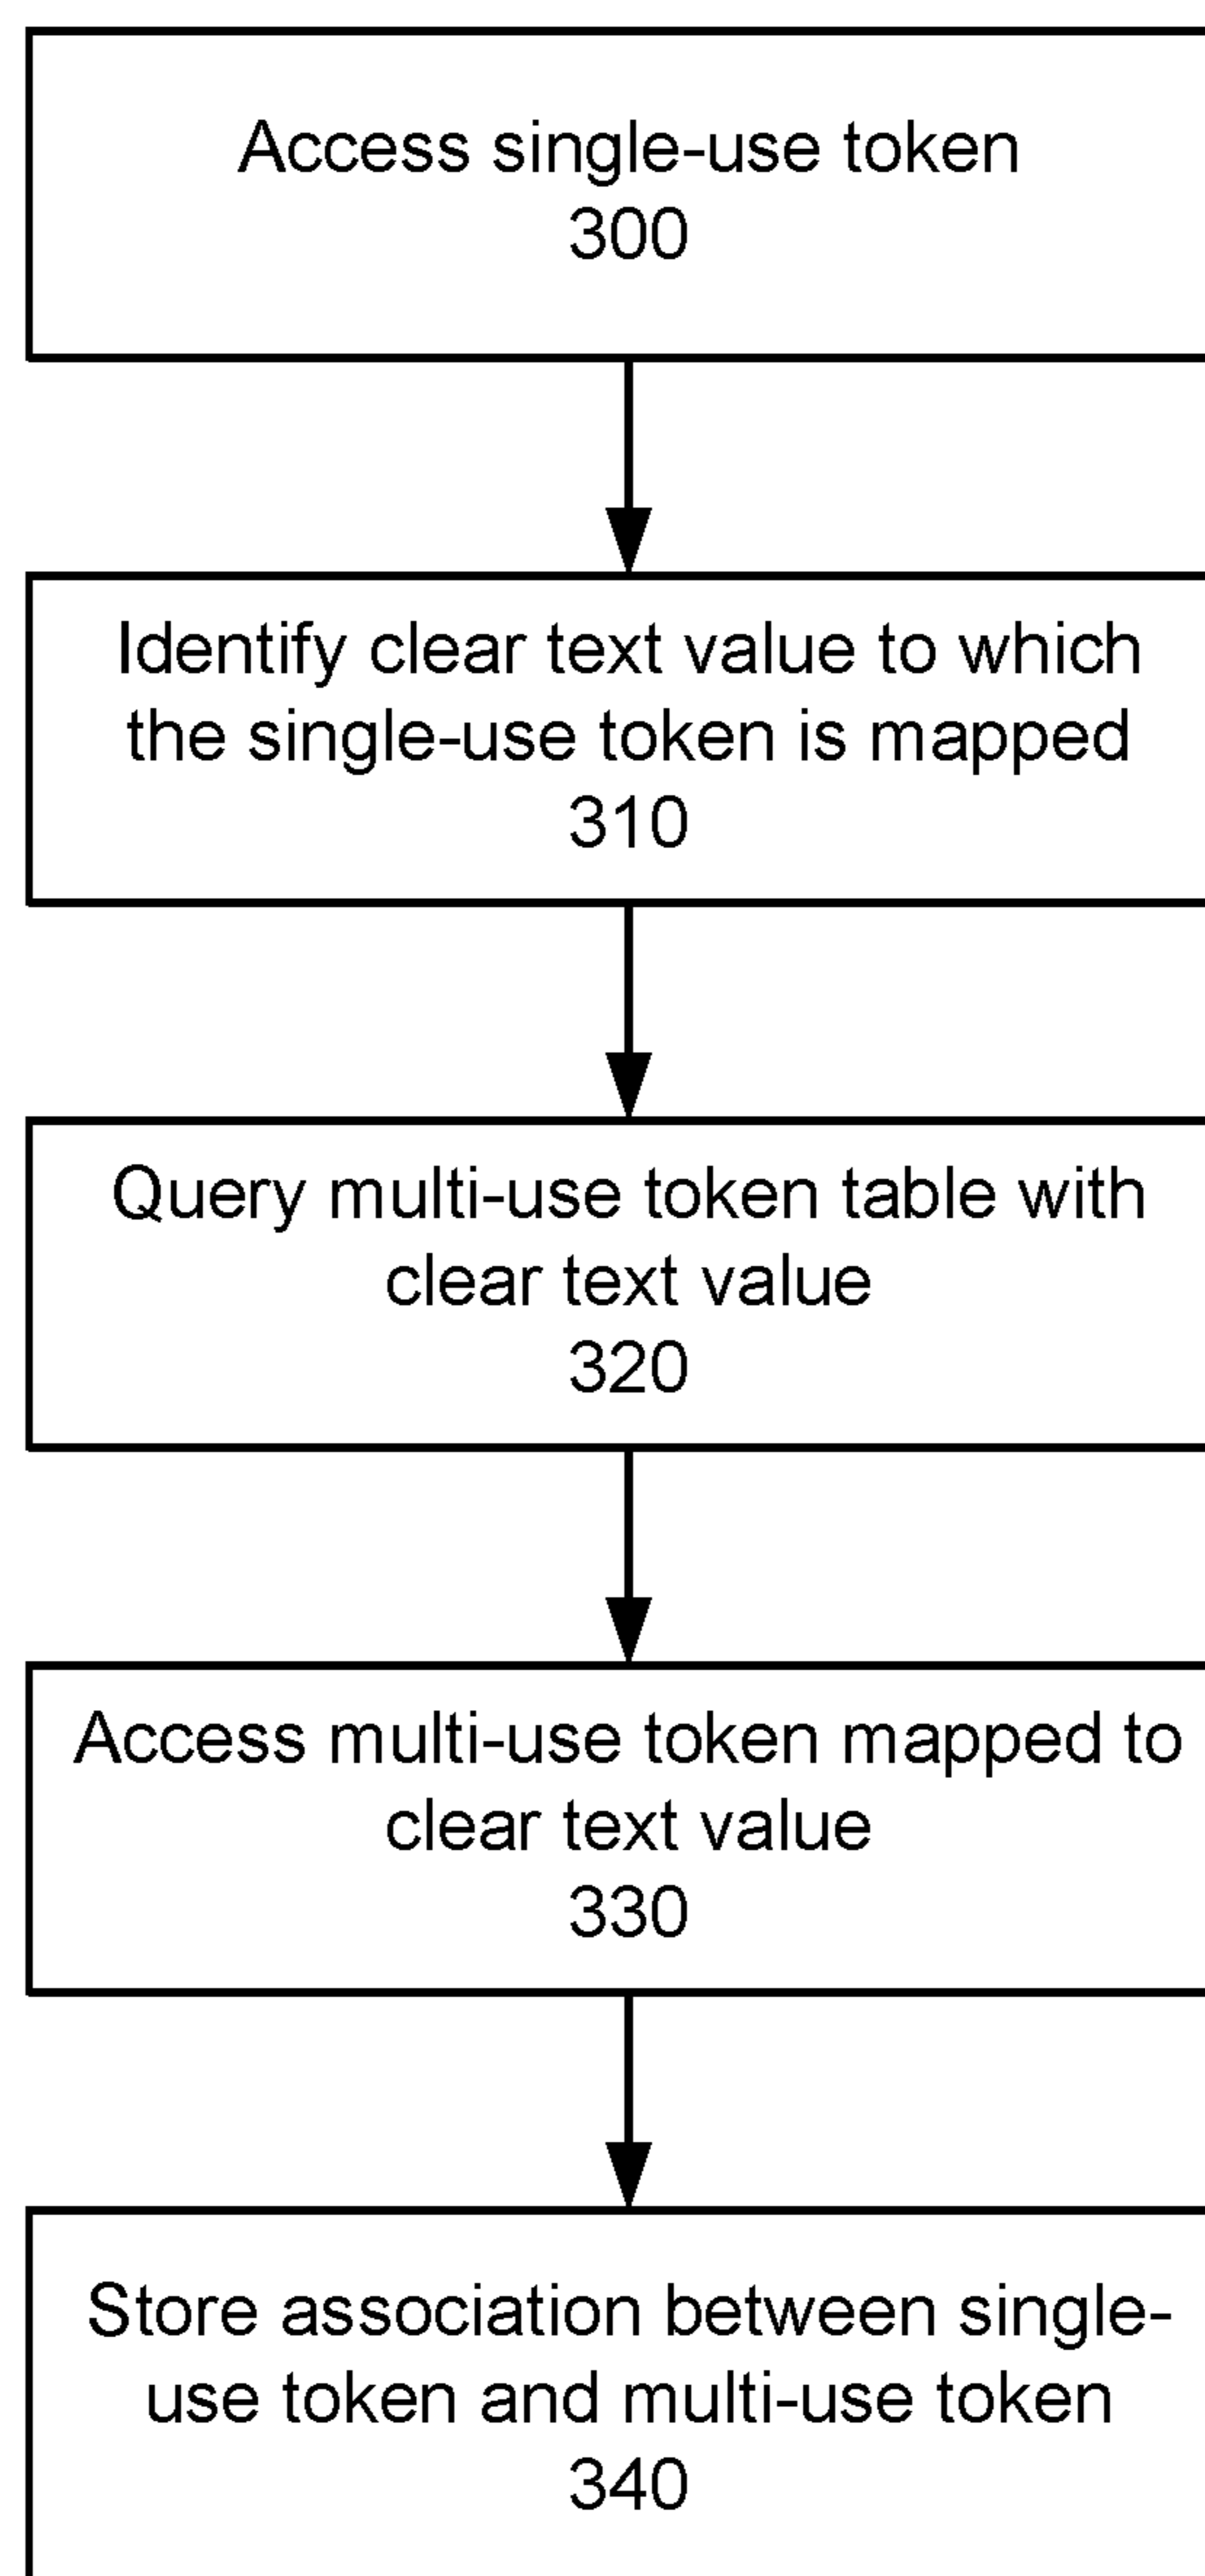 Access single-use token
300
Identify clear text value to which
the single-use token is mapped
310
Query multi-use token table with
clear text value
320
Access multi-use token mapped to
clear text value
330
Store association between single-
use token and multi-use token
340